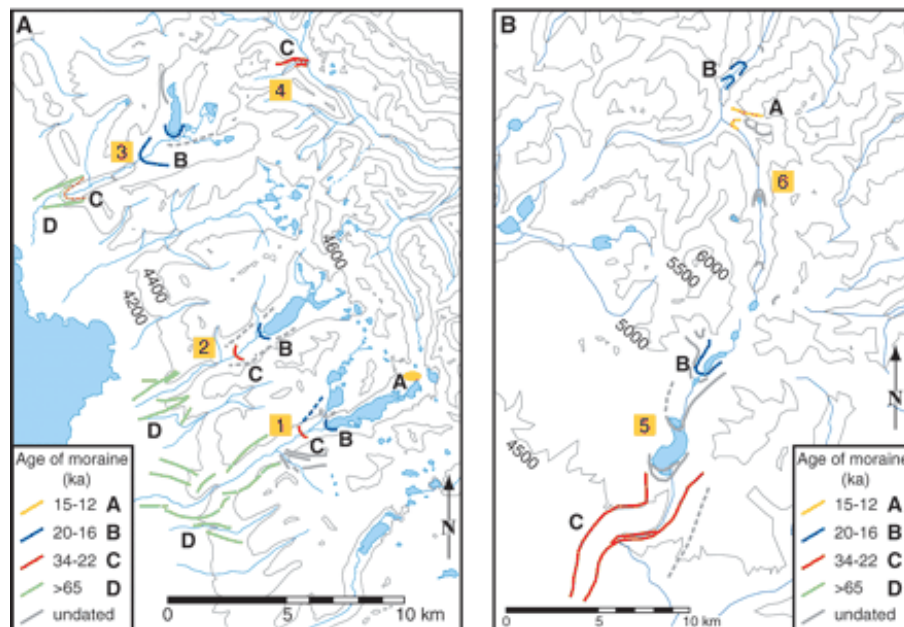 A
C
4
3
B
C
D
4600
4400
4200
2
B
C
A
D
1
B
C
D
Age of moraine
(ka)
15-12 A
20-16 B
34-22 C
>65 D
undated
N
0 5 10 km
B
B
A
6
6000
5500
5000
B
5
4500
C
N
Age of moraine
(ka)
15-12 A
20-16 B
34-22 C
>65 D
undated
0 5 10 km